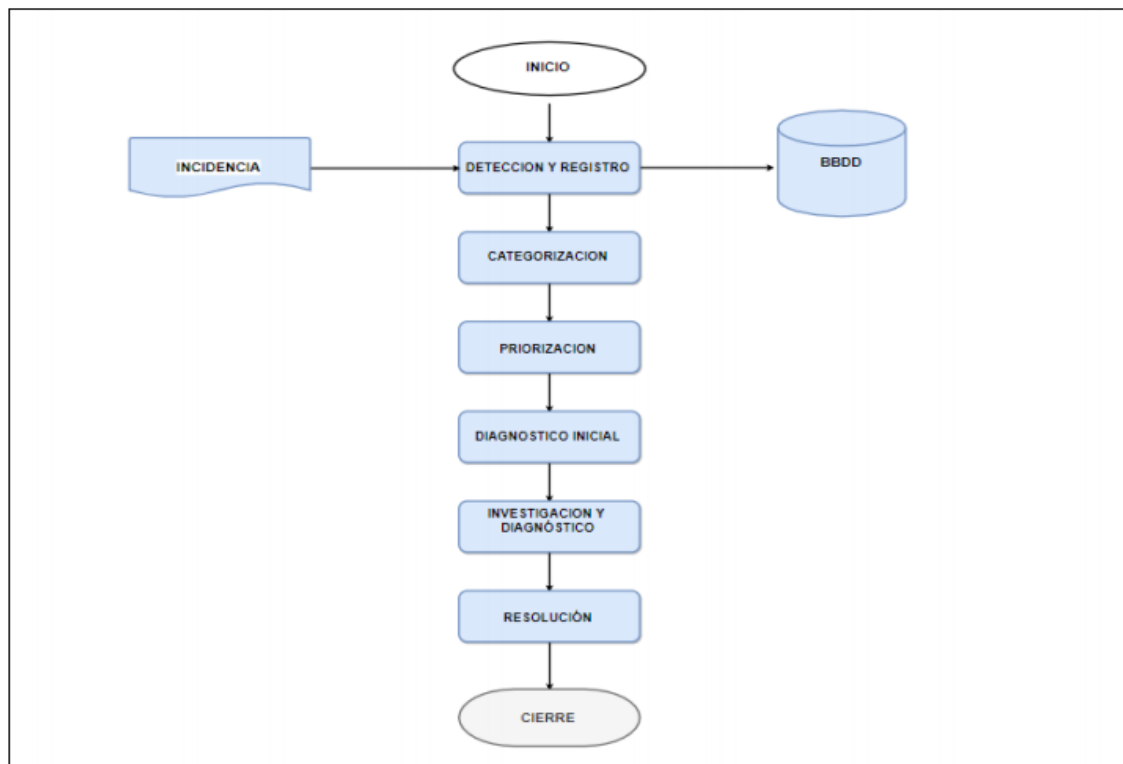 INICIO
INCIDENCIA
DETECCION Y REGISTRO
BBDD
CATEGORIZACION
PRIORIZACION
DIAGNOSTICO INICIAL
INVESTIGACION Y
DIAGNÓSTICO
RESOLUCIÓN
CIERRE